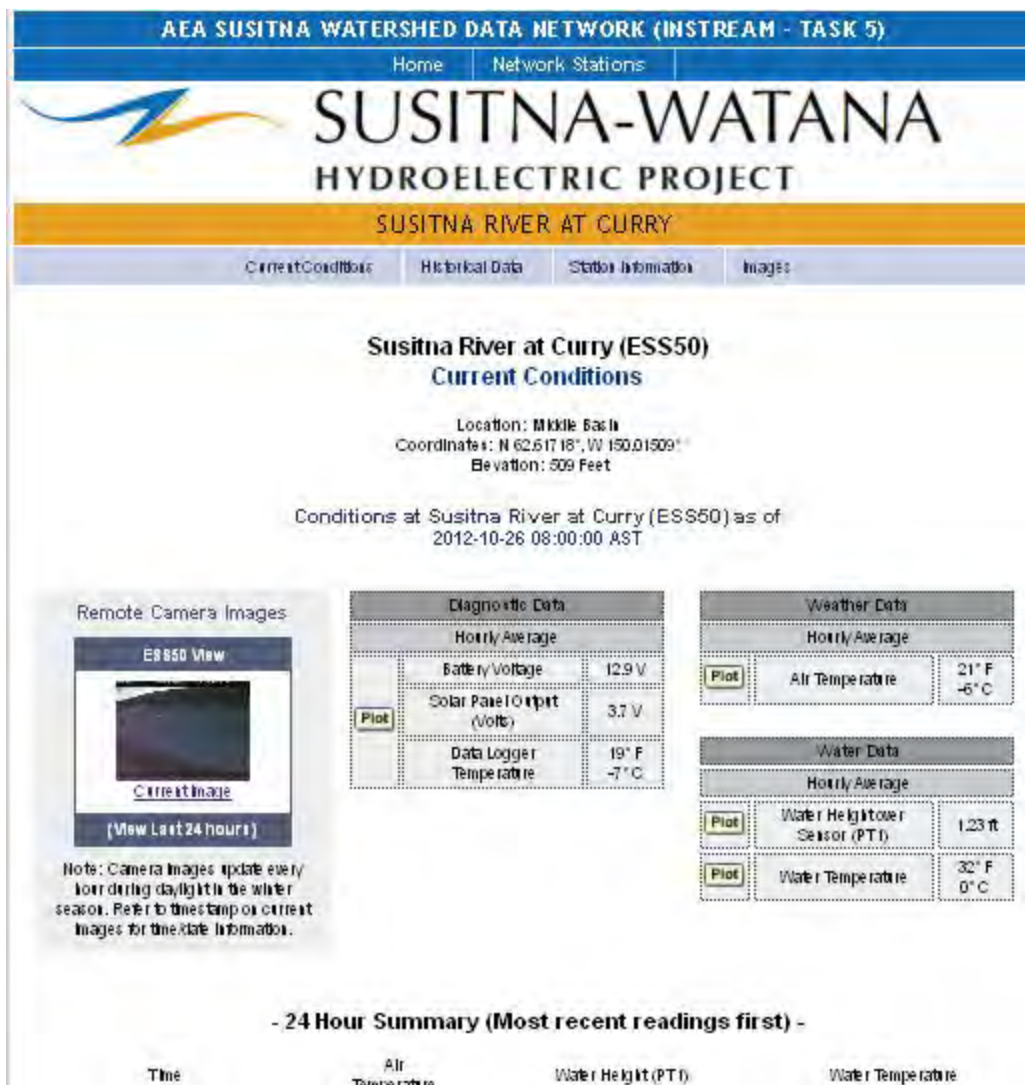 AEA SUSITNA WATERSHED DATA NETWORK (INSTREAM - TASK 5)
Home Network Stations
SUSITNA-WATANA
HYDROELECTRIC PROJECT
SUSITNA RIVER AT CURRY
Current Conditions Historical Data Station Information Images
Susitna River at Curry (ESS50)
Current Conditions
Location: Middle Basin
Coordinates: N 62.61718°, W 150.01509°
Elevation: 509 Feet
Conditions at Susitna River at Curry (ESS50) as of
2012-10-26 08:00:00 AST
Remote Camera Images
ESS50 View
Current Image
(View Last 24 hours)
Note: Camera Images update every
hour during daylight in the winter
season. Refer to timestamp on current
Images for time/date Information.
Diagnostic Data
Hourly Average
Plot
Battery Voltage 12.9 V
Solar Panel Output
(Volts) 3.7 V
Data Logger
Temperature 19° F
-7° C
Weather Data
Hourly Average
Plot Air Temperature 21° F
-6° C
Water Data
Hourly Average
Plot Water Height over
Sensor (PT1) 1.23 ft
Plot Water Temperature 32° F
0° C
- 24 Hour Summary (Most recent readings first) -
Time Air
Temperature Water Height (PT1) Water Temperature